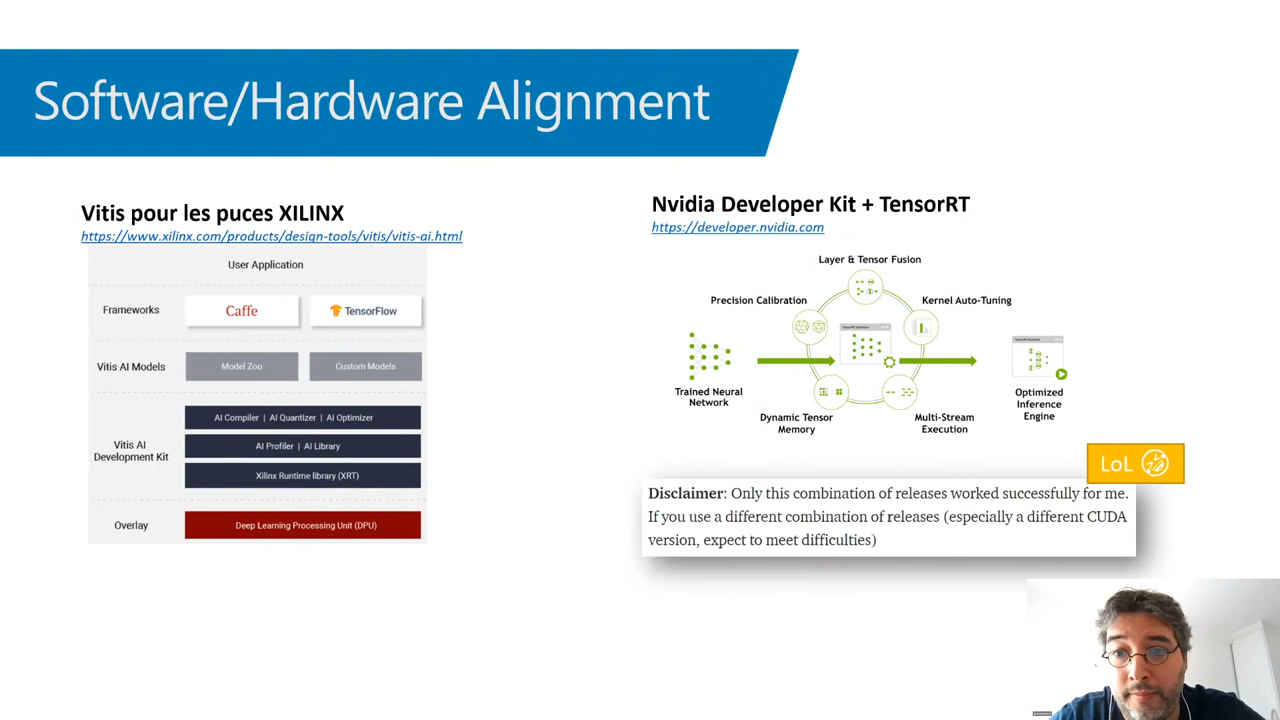 Software/Hardware Alignment
Vitis pour les puces XILINX
https://www.xilinx.com/products/design-tools/vitis/vitis-ai.html
User Application
Frameworks
Caffe
TensorFlow
Vitis AI Models
Model Zoo
Custom Models
Vitis AI
Development Kit
AI Compiler | AI Quantizer | AI Optimizer
AI Profiler | AI Library
Xilinx Runtime library (XRT)
Overlay
Deep Learning Processing Unit (DPU)
Nvidia Developer Kit + TensorRT
https://developer.nvidia.com
Layer & Tensor Fusion
Precision Calibration
Kernel Auto-Tuning
TensorRT Optimizer
Trained Neural
Network
TensorRT Runtime
Optimized
Inference
Engine
Dynamic Tensor
Memory
Multi-Stream
Execution
LoL
Disclaimer: Only this combination of releases worked successfully for me.
If you use a different combination of releases (especially a different CUDA
version, expect to meet difficulties)